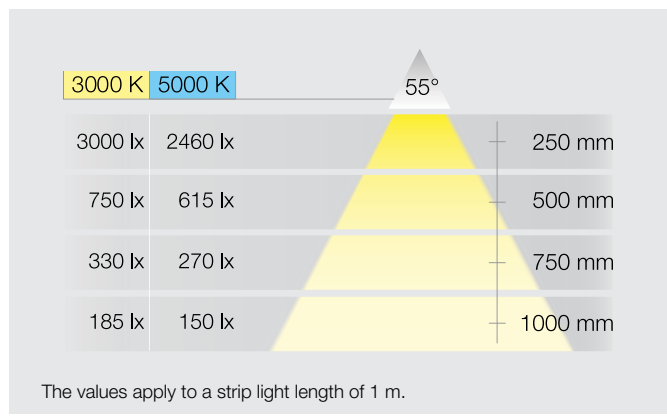 3000 K 5000 K 55°
3000 lx 2460 lx 250 mm
750 lx 615 lx 500 mm
330 lx 270 lx 750 mm
185 lx 150 lx 1000 mm
The values apply to a strip light length of 1 m.